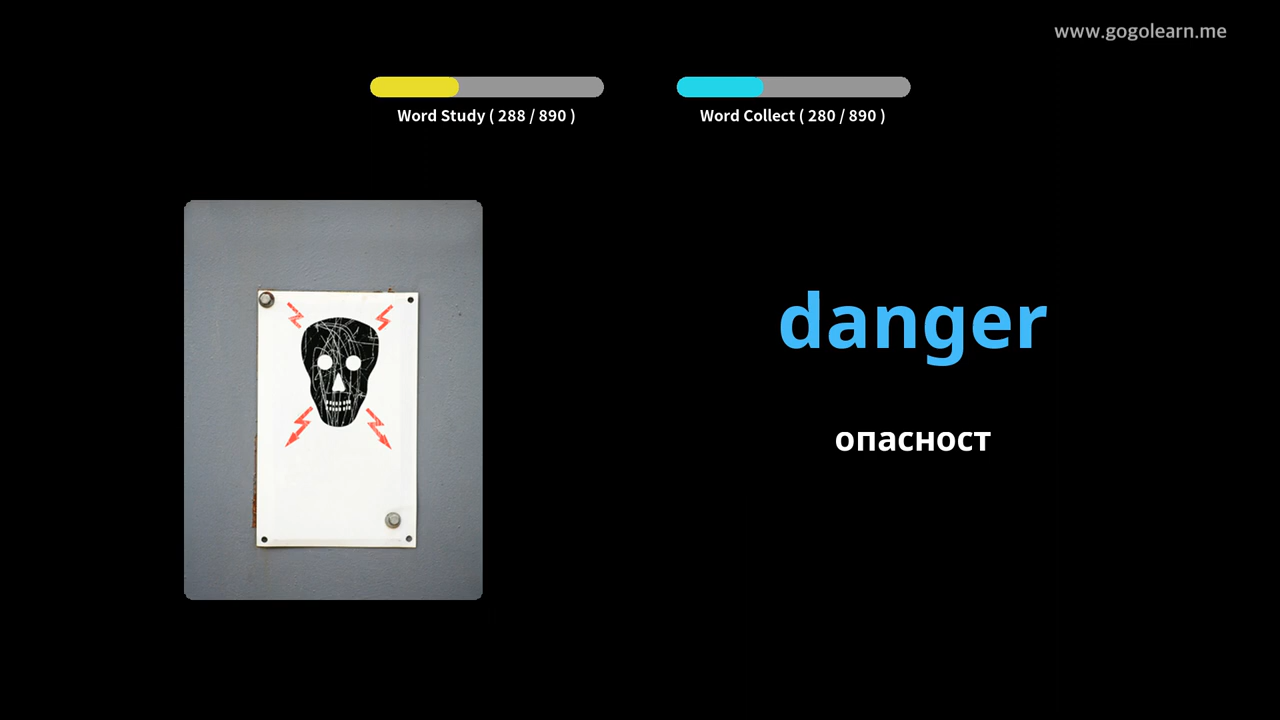 www.gogolearn.me
Word Study ( 288 / 890 )
Word Collect ( 280 / 890 )
danger
опасност